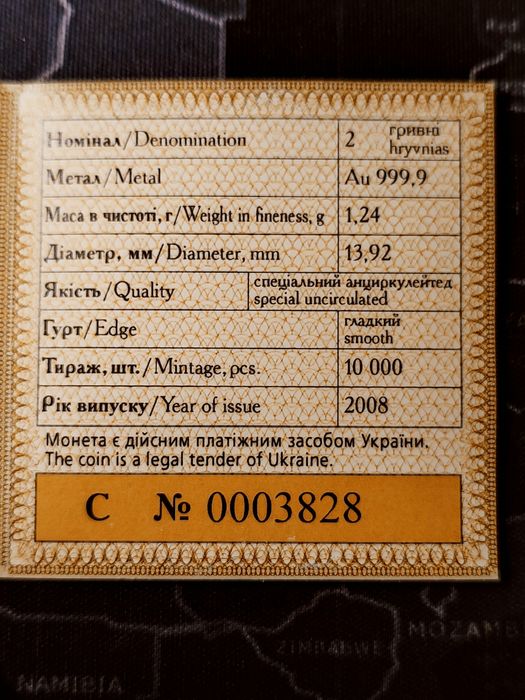 Номінал/Denomination 2 гривні
hryvnias
Метал/Metal Au 999,9
Маса в чистоті, г/Weight in fineness, g 1,24
Діаметр, мм/Diameter, mm 13,92
Якість/Quality спеціальний анциркулейтед
special uncirculated
Гурт/Edge гладкий
smooth
Тираж, шт./Mintage, pcs. 10 000
Рік випуску/Year of issue 2008
Монета є дійсним платіжним засобом України.
The coin is a legal tender of Ukraine.
С № 0003828
ZIMBABWE
MOZAMB
NAMIBIA